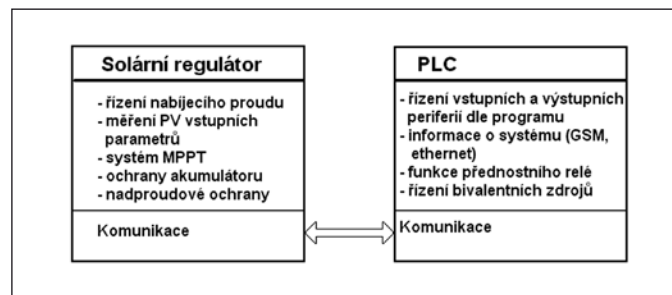 Solární regulátor
- řízení nabíjecího proudu
- měření PV vstupních
parametrů
- systém MPPT
- ochrany akumulátoru
- nadproudové ochrany
Komunikace
PLC
- řízení vstupních a výstupních
periferií dle programu
- informace o systému (GSM,
ethernet)
- funkce přednostního relé
- řízení bivalentních zdrojů
Komunikace